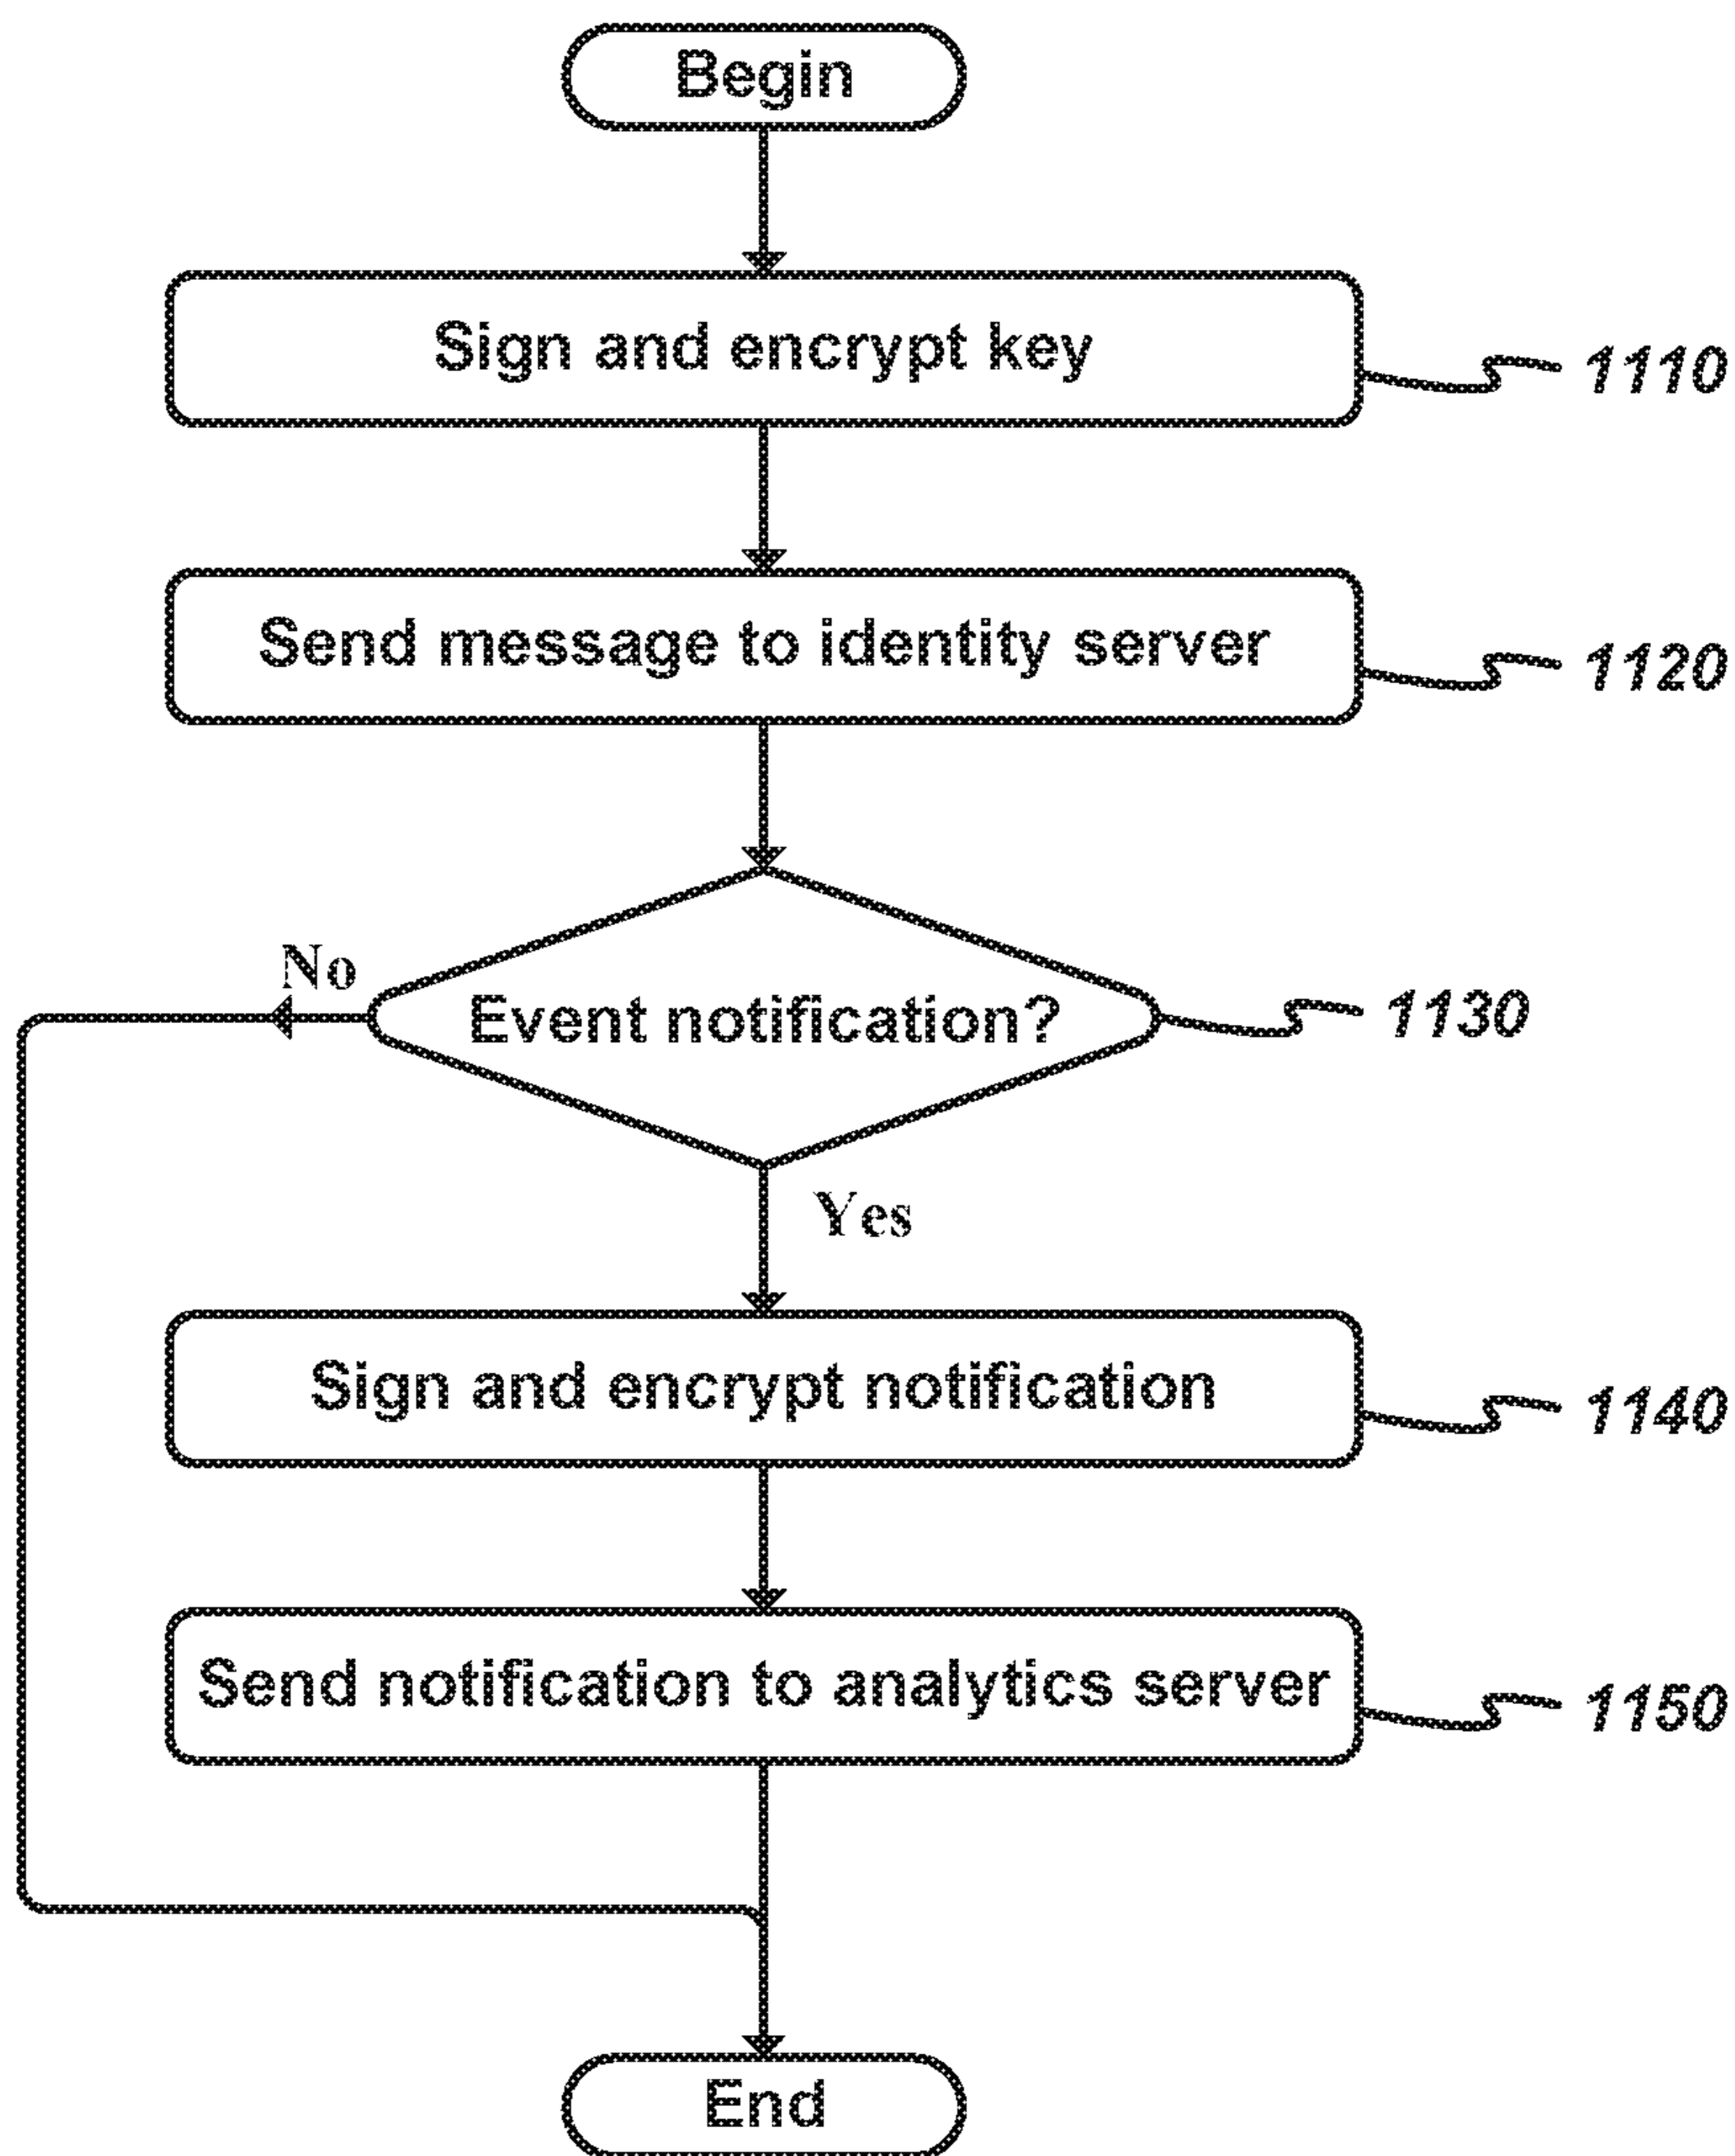 Begin
Sign and encrypt key
1110
Send message to identity server
1120
No
Event notification?
1130
Yes
Sign and encrypt notification
1140
Send notification to analytics server
1150
End